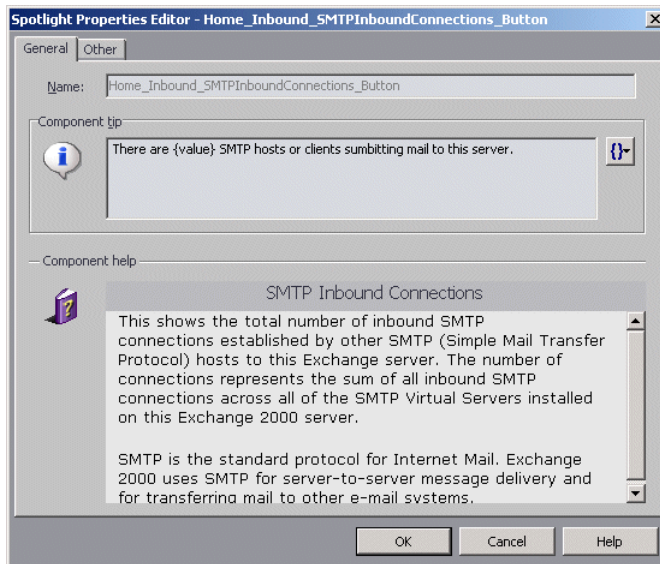 Spotlight Properties Editor - Home_Inbound_SMTPInboundConnections_Button
General Other
Name: Home_Inbound_SMTPInboundConnections_Button
Component tip
There are {value} SMTP hosts or clients sumbitting mail to this server.
{}
Component help
SMTP Inbound Connections
This shows the total number of inbound SMTP
connections established by other SMTP (Simple Mail Transfer
Protocol) hosts to this Exchange server. The number of
connections represents the sum of all inbound SMTP
connections across all of the SMTP Virtual Servers installed
on this Exchange 2000 server.
SMTP is the standard protocol for Internet Mail. Exchange
2000 uses SMTP for server-to-server message delivery and
for transferring mail to other e-mail systems.
OK Cancel Help